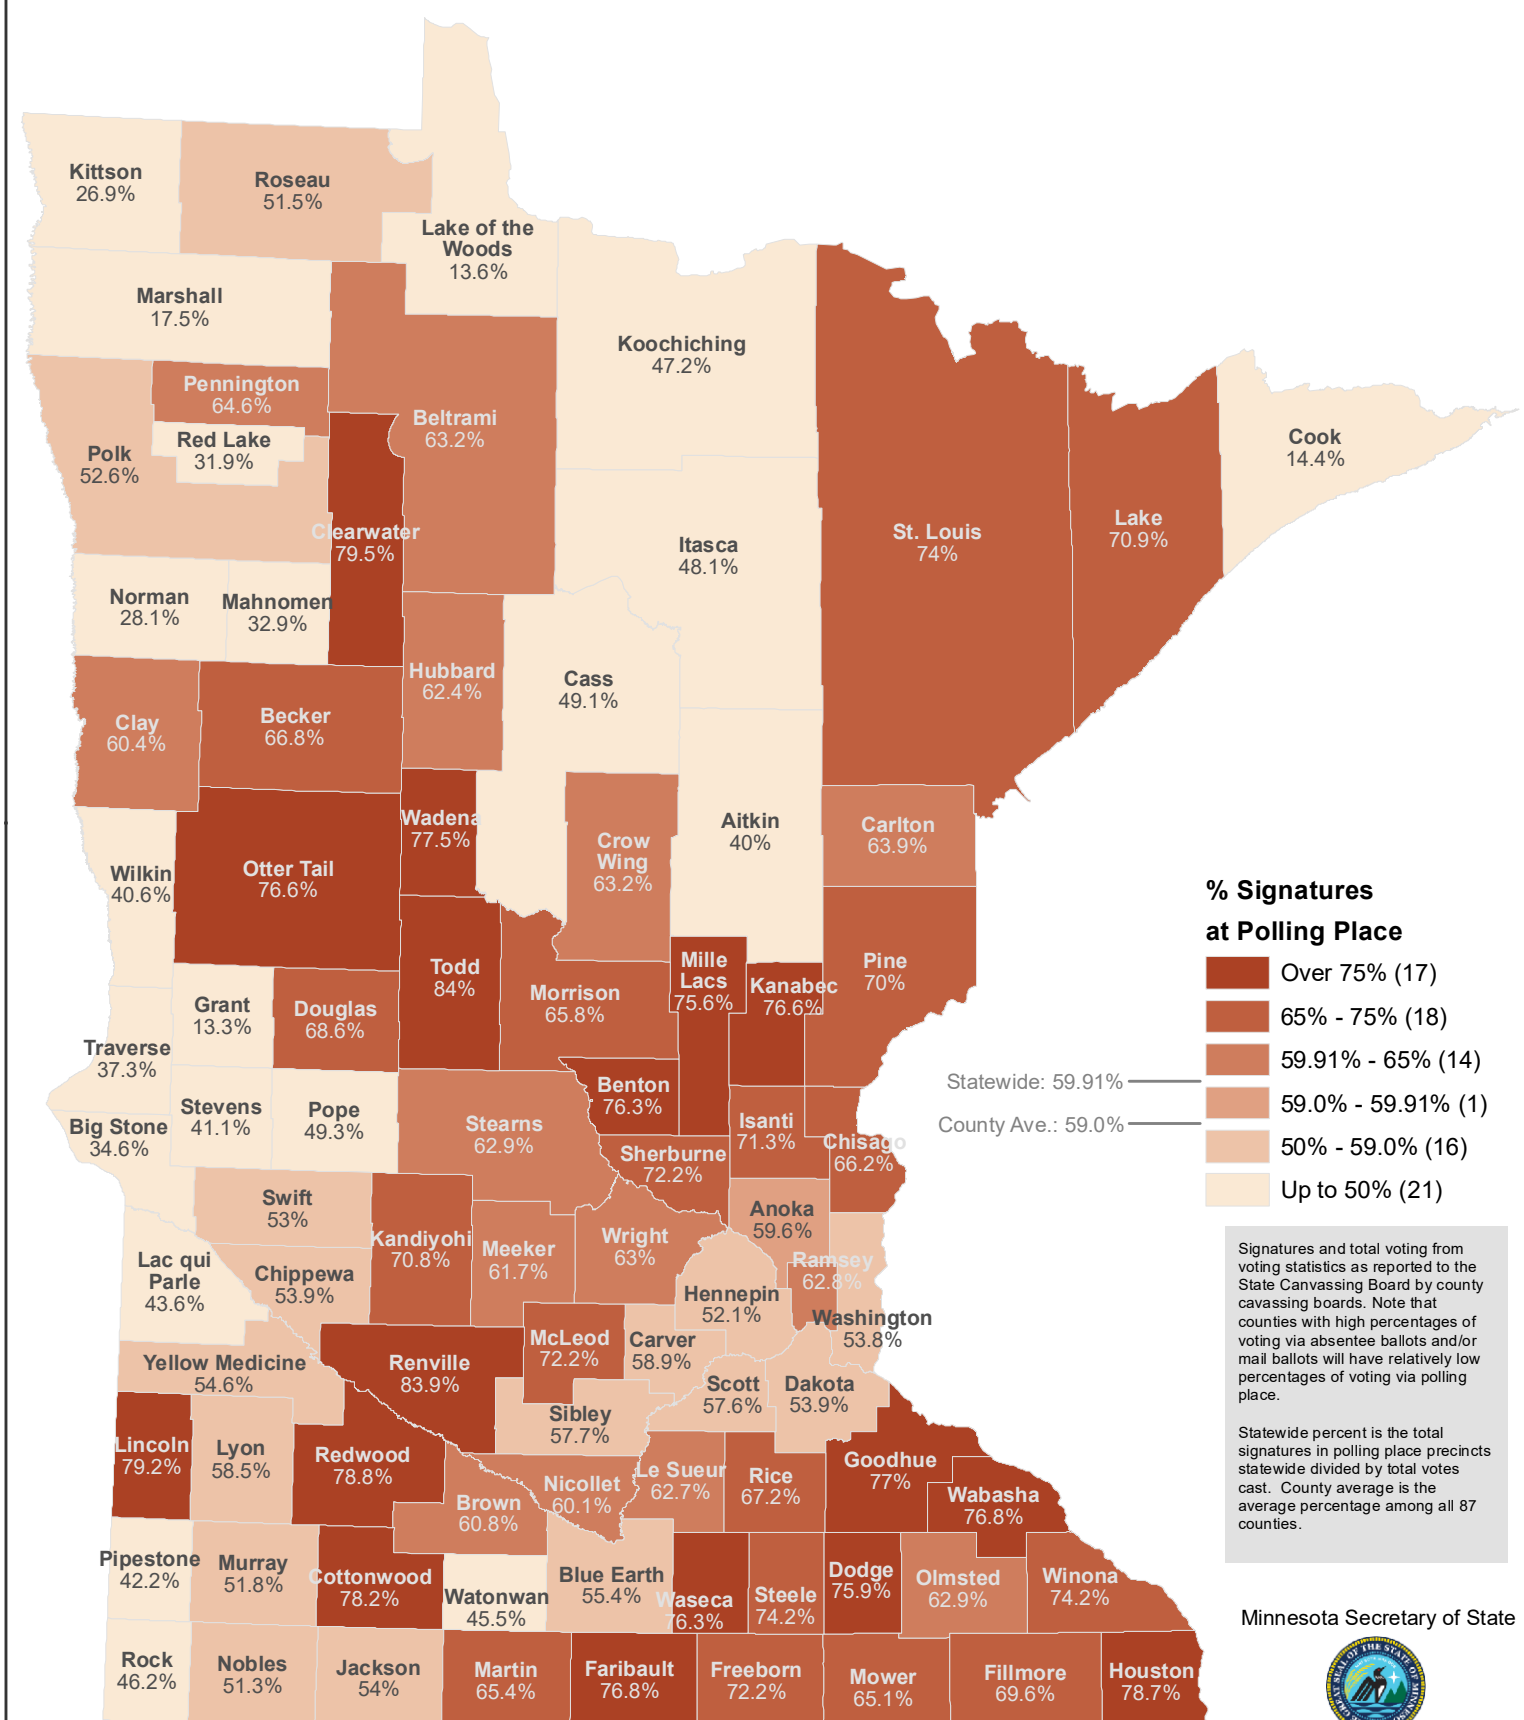 Kittson
26.9%
Roseau
51.5%
Lake of the
Woods
13.6%
Marshall
17.5%
Koochiching
47.2%
Pennington
64.6%
Beltrami
63.2%
Red Lake
31.9%
Polk
52.6%
Cook
14.4%
Clearwater
79.5%
Itasca
48.1%
St. Louis
74%
Lake
70.9%
Norman
28.1%
Mahnomen
32.9%
Hubbard
62.4%
Cass
49.1%
Clay
60.4%
Becker
66.8%
Wadena
77.5%
Crow
Wing
63.2%
Aitkin
40%
Carlton
63.9%
Wilkin
40.6%
Otter Tail
76.6%
Todd
84%
Mille
Lacs
75.6%
Kanabec
76.6%
Pine
70%
Grant
13.3%
Douglas
68.6%
Morrison
65.8%
Traverse
37.3%
Benton
76.3%
Stevens
41.1%
Pope
49.3%
Big Stone
34.6%
Stearns
62.9%
Isanti
71.3%
Chisago
66.2%
Sherburne
72.2%
Swift
53%
Anoka
59.6%
Kandiyohi
70.8%
Meeker
61.7%
Wright
63%
Ramsey
62.8%
Lac qui
Parle
43.6%
Chippewa
53.9%
Hennepin
52.1%
Washington
53.8%
McLeod
72.2%
Carver
58.9%
Yellow Medicine
54.6%
Renville
83.9%
Scott
57.6%
Dakota
53.9%
Sibley
57.7%
Lincoln
79.2%
Lyon
58.5%
Redwood
78.8%
Goodhue
77%
Nicollet
60.1%
Le Sueur
62.7%
Rice
67.2%
Wabasha
76.8%
Brown
60.8%
Pipestone
42.2%
Murray
51.8%
Cottonwood
78.2%
Watonwan
45.5%
Blue Earth
55.4%
Waseca
76.3%
Steele
74.2%
Dodge
75.9%
Olmsted
62.9%
Winona
74.2%
Rock
46.2%
Nobles
51.3%
Jackson
54%
Martin
65.4%
Faribault
76.8%
Freeborn
72.2%
Mower
65.1%
Fillmore
69.6%
Houston
78.7%
% Signatures
at Polling Place
Over 75% (17)
65% - 75% (18)
59.91% - 65% (14)
Statewide: 59.91%
59.0% - 59.91% (1)
County Ave.: 59.0%
50% - 59.0% (16)
Up to 50% (21)
Signatures and total voting from
voting statistics as reported to the
State Canvassing Board by county
cavassing boards. Note that
counties with high percentages of
voting via absentee ballots and/or
mail ballots will have relatively low
percentages of voting via polling
place.
Statewide percent is the total
signatures in polling place precincts
statewide divided by total votes
cast. County average is the
average percentage among all 87
counties.
Minnesota Secretary of State